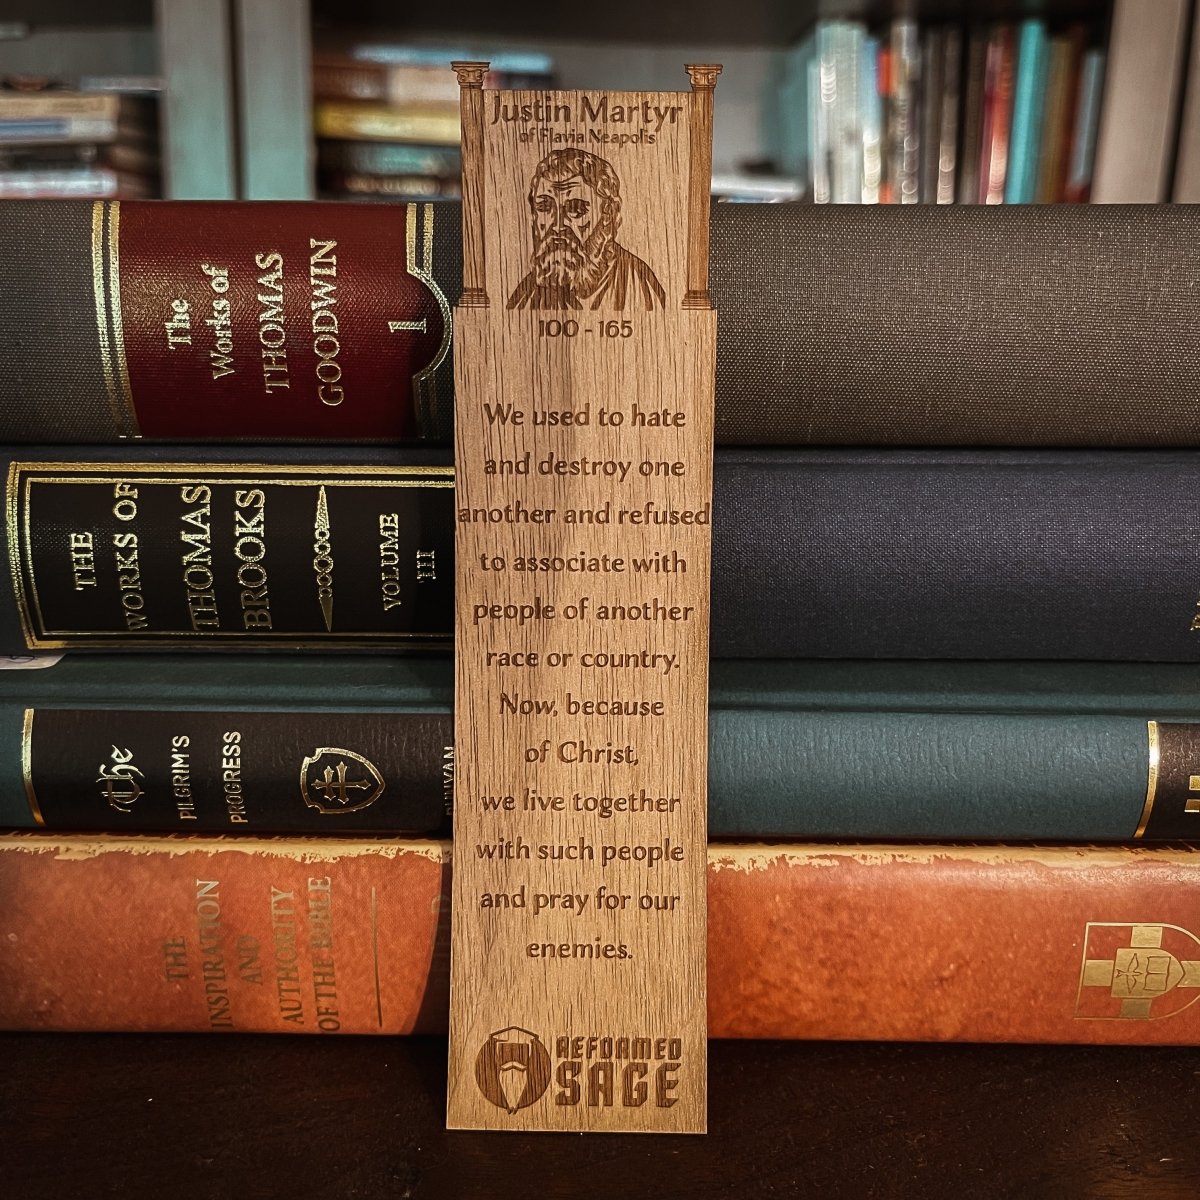 Justin Martyr
of Flavia Neapolis
100 - 165
We used to hate
and destroy one
another and refused
to associate with
people of another
race or country.
Now, because
of Christ,
we live together
with such people
and pray for our
enemies.
REFORMED
SAGE
The
Works of
THOMAS
GOODWIN
1
THE
WORKS OF
THOMAS
BROOKS
VOLUME
III
The
PILGRIM'S
PROGRESS
THE
INSPIRATION
AND
AUTHORITY
OF THE BIBLE